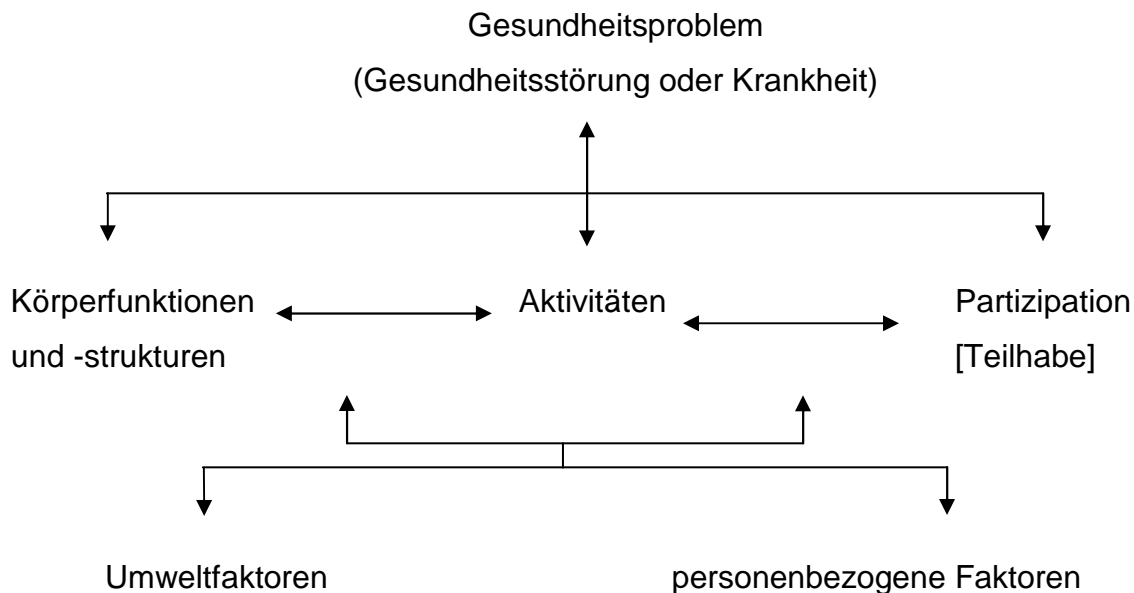 Gesundheitsproblem
(Gesundheitsstörung oder Krankheit)
Körperfunktionen
und -strukturen
Aktivitäten
Partizipation
[Teilhabe]
Umweltfaktoren
personenbezogene Faktoren